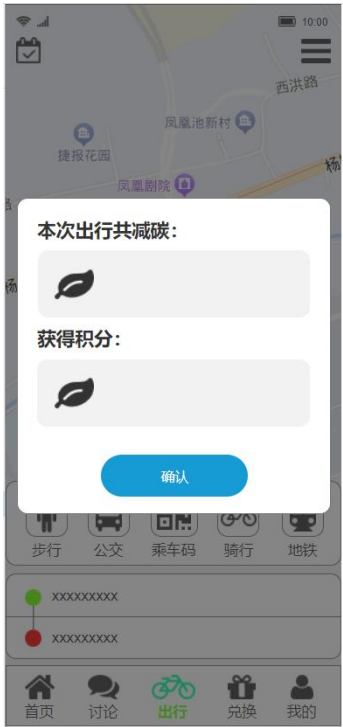 10:00
西洪路
凤凰池新村
捷报花园
杨
凤凰剧院
杨
本次出行共减碳：
获得积分：
确认
步行 公交 乘车码 骑行 地铁
xxxxxxxxx
xxxxxxxxx
首页 讨论 出行 兑换 我的